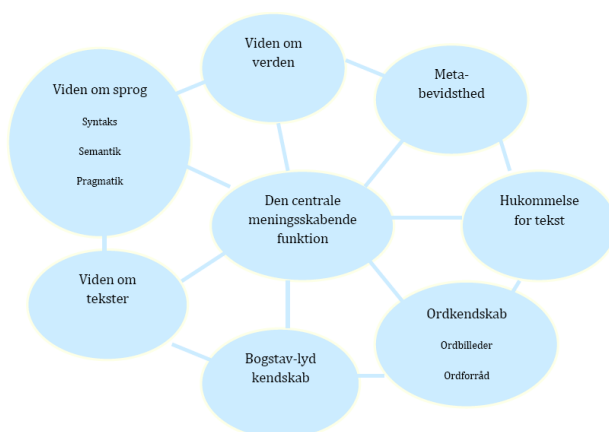 Viden om
verden
Viden om sprog
Syntaks
Semantik
Pragmatik
Meta-
bevidsthed
Den centrale
meningsskabende
funktion
Hukommelse
for tekst
Viden om
tekster
Ordkendskab
Ordbilleder
Ordforråd
Bogstav-lyd
kendskab